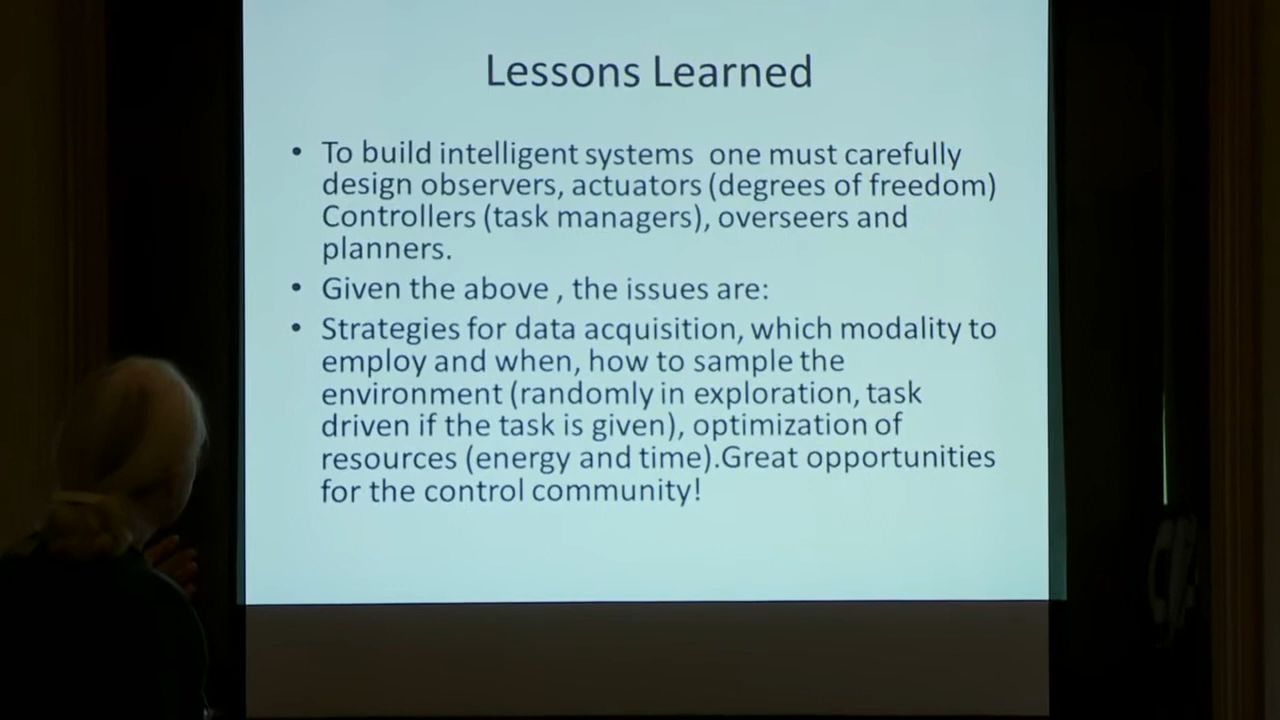 Lessons Learned
• To build intelligent systems one must carefully
design observers, actuators (degrees of freedom)
Controllers (task managers), overseers and
planners.
• Given the above , the issues are:
• Strategies for data acquisition, which modality to
employ and when, how to sample the
environment (randomly in exploration, task
driven if the task is given), optimization of
resources (energy and time).Great opportunities
for the control community!